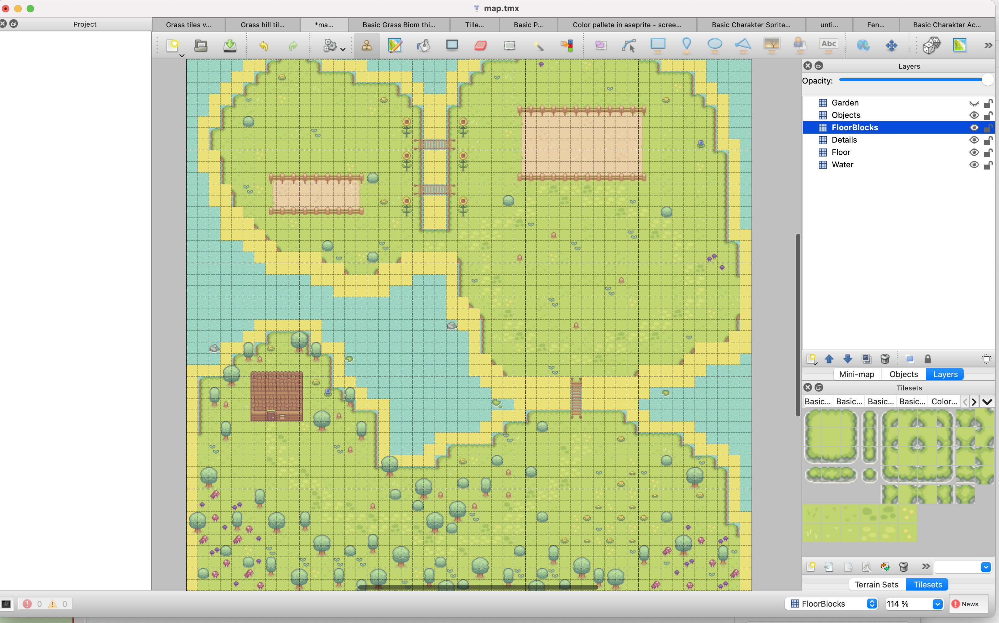 map.tmx
Project
Grass tiles v...
Grass hill til...
*ma...
Basic Grass Biom thi...
Tille...
Basic P...
Color pallete in aseprite - scree...
Basic Charakter Sprite...
unti...
Fen...
Basic Charakter Ac...
Abc
Layers
Opacity:
Garden
Objects
FloorBlocks
Details
Floor
Water
Mini-map
Objects
Layers
Tilesets
Basic...
Basic...
Basic...
Basic...
Color...
Terrain Sets
Tilesets
0
0
FloorBlocks
114 %
News